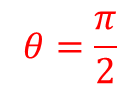 θ = π/2